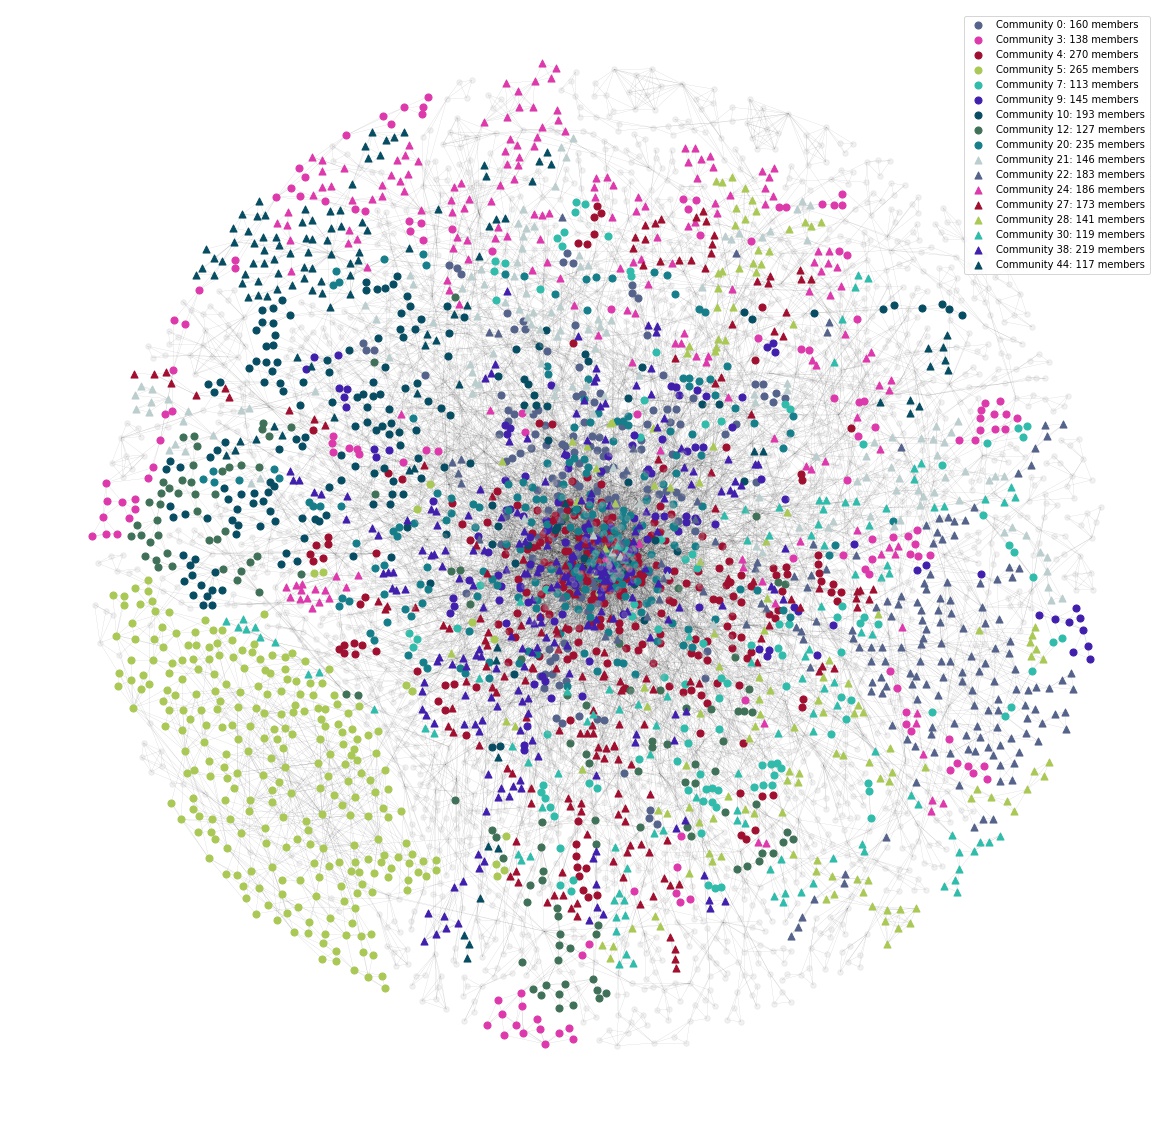 Community 0: 160 members
Community 3: 138 members
Community 4: 270 members
Community 5: 265 members
Community 7: 113 members
Community 9: 145 members
Community 10: 193 members
Community 12: 127 members
Community 20: 235 members
Community 21: 146 members
Community 22: 183 members
Community 24: 186 members
Community 27: 173 members
Community 28: 141 members
Community 30: 119 members
Community 38: 219 members
Community 44: 117 members